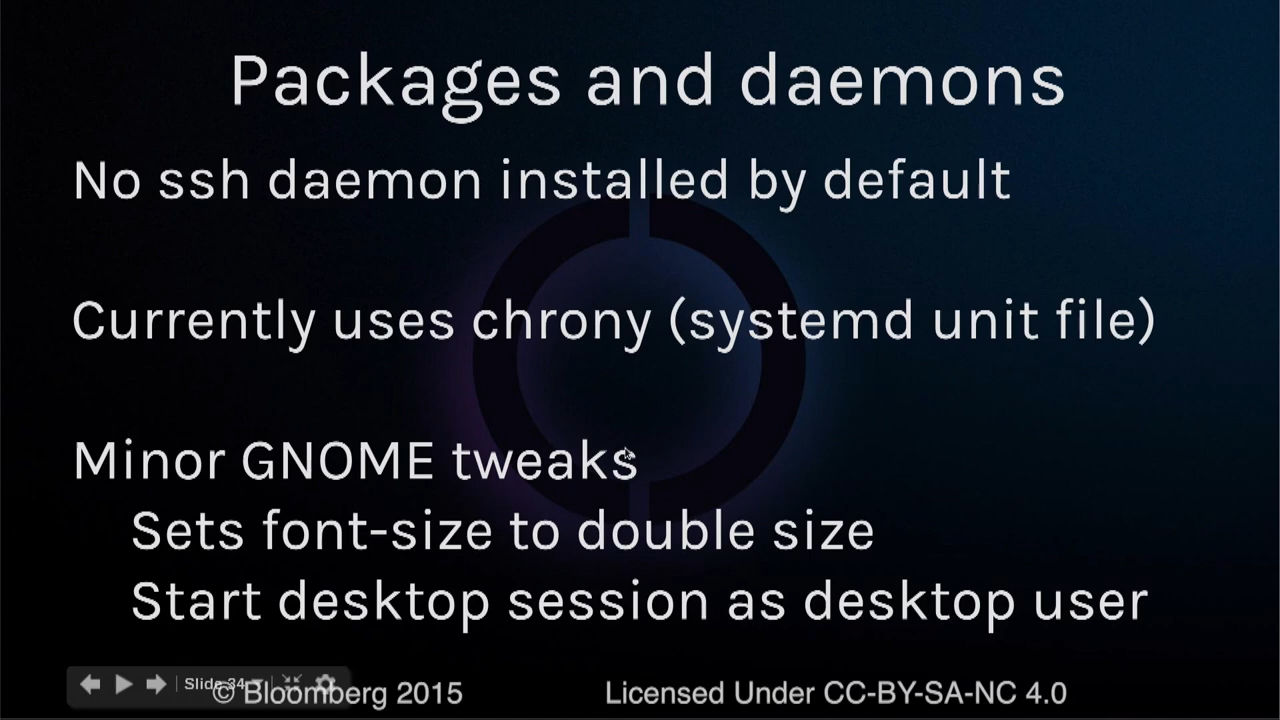 Packages and daemons
No ssh daemon installed by default
Currently uses chrony (systemd unit file)
Minor GNOME tweaks
Sets font-size to double size
Start desktop session as desktop user
Slide 34
© Bloomberg 2015
Licensed Under CC-BY-SA-NC 4.0